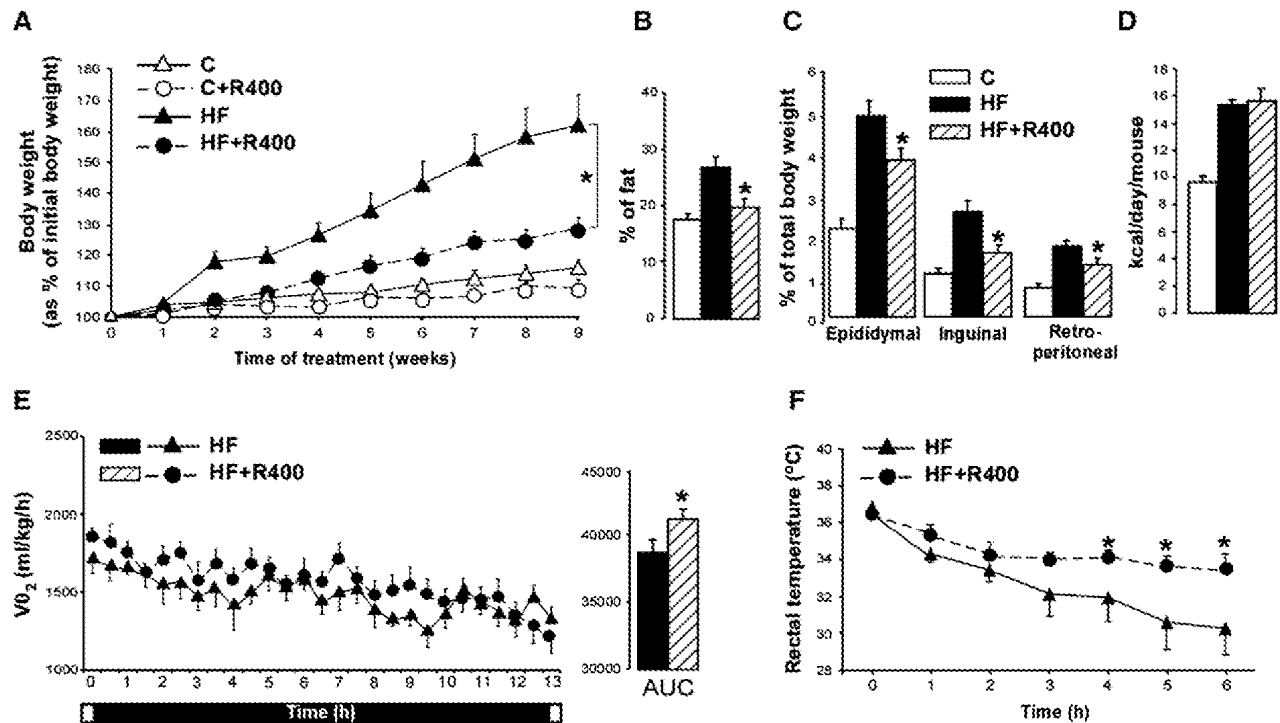 A
B
C
D
Body weight
(as % of initial body weight)
180
170
160
150
140
130
120
110
100
C
C+R400
HF
HF+R400
*
0 1 2 3 4 5 6 7 8 9
Time of treatment (weeks)
% of fat
40
30
20
10
0
*
% of total body weight
6
5
4
3
2
1
0
C
HF
HF+R400
* * *
Epididymal Inguinal Retro-
peritoneal
kcal/day/mouse
18
16
14
12
10
8
6
4
2
0
E
F
V02 (ml/kg/h)
2500
2000
1500
1000
HF
HF+R400
0 1 2 3 4 5 6 7 8 9 10 11 12 13
Time (h)
45000
40000
35000
30000
*
AUC
Rectal temperature (°C)
40
38
36
34
32
30
28
HF
HF+R400
* * *
0 1 2 3 4 5 6
Time (h)